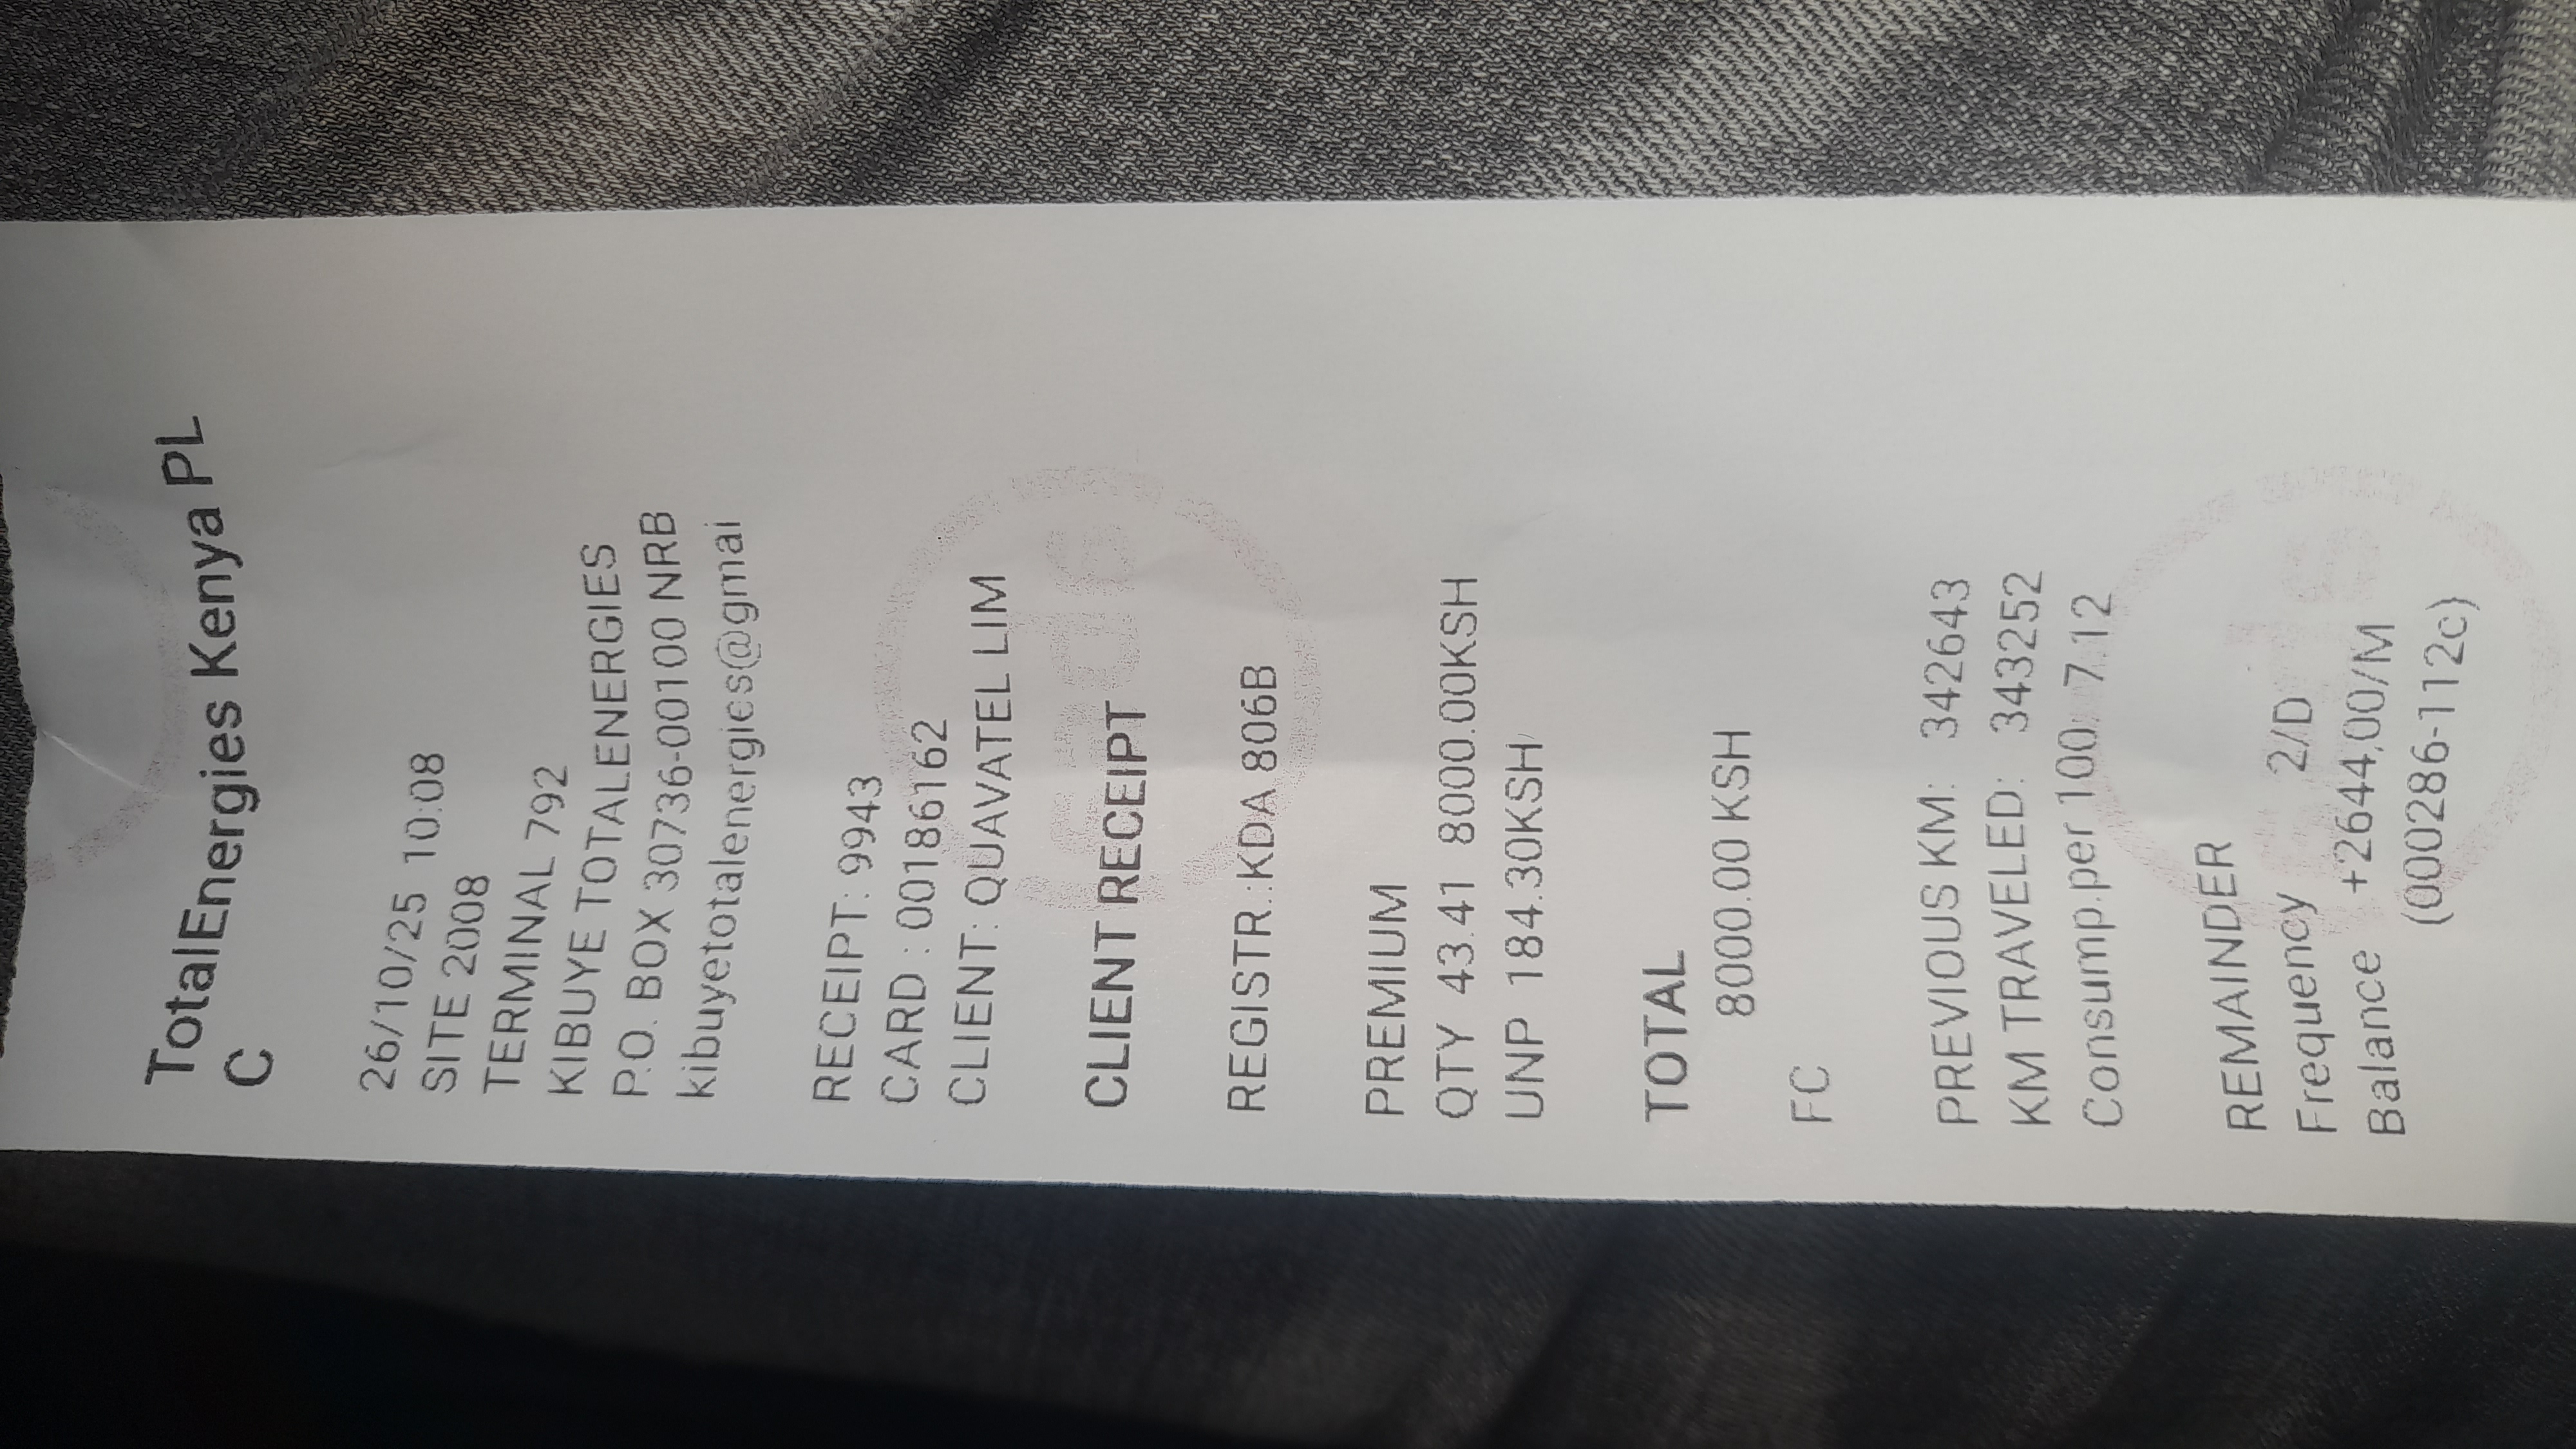 TotalEnergies Kenya PL
C
26/10/25 10.08
SITE 2008
TERMINAL 792
KIBUYE TOTALENERGIES
P.O. BOX 30736-00100 NRB
kibuyetotalenergies@gmai
RECEIPT: 9943
CARD : 00186162
CLIENT: QUAVATEL LIM
CLIENT RECEIPT
REGISTR.:KDA 806B
PREMIUM
QTY 43.41 8000.00KSH
UNP 184.30KSH
TOTAL
8000.00 KSH
FC
PREVIOUS KM: 342643
KM TRAVELED: 343252
Consump.per 100: 7.12
REMAINDER
Frequency 2/D
Balance +2644,00/M
(000286-112c)